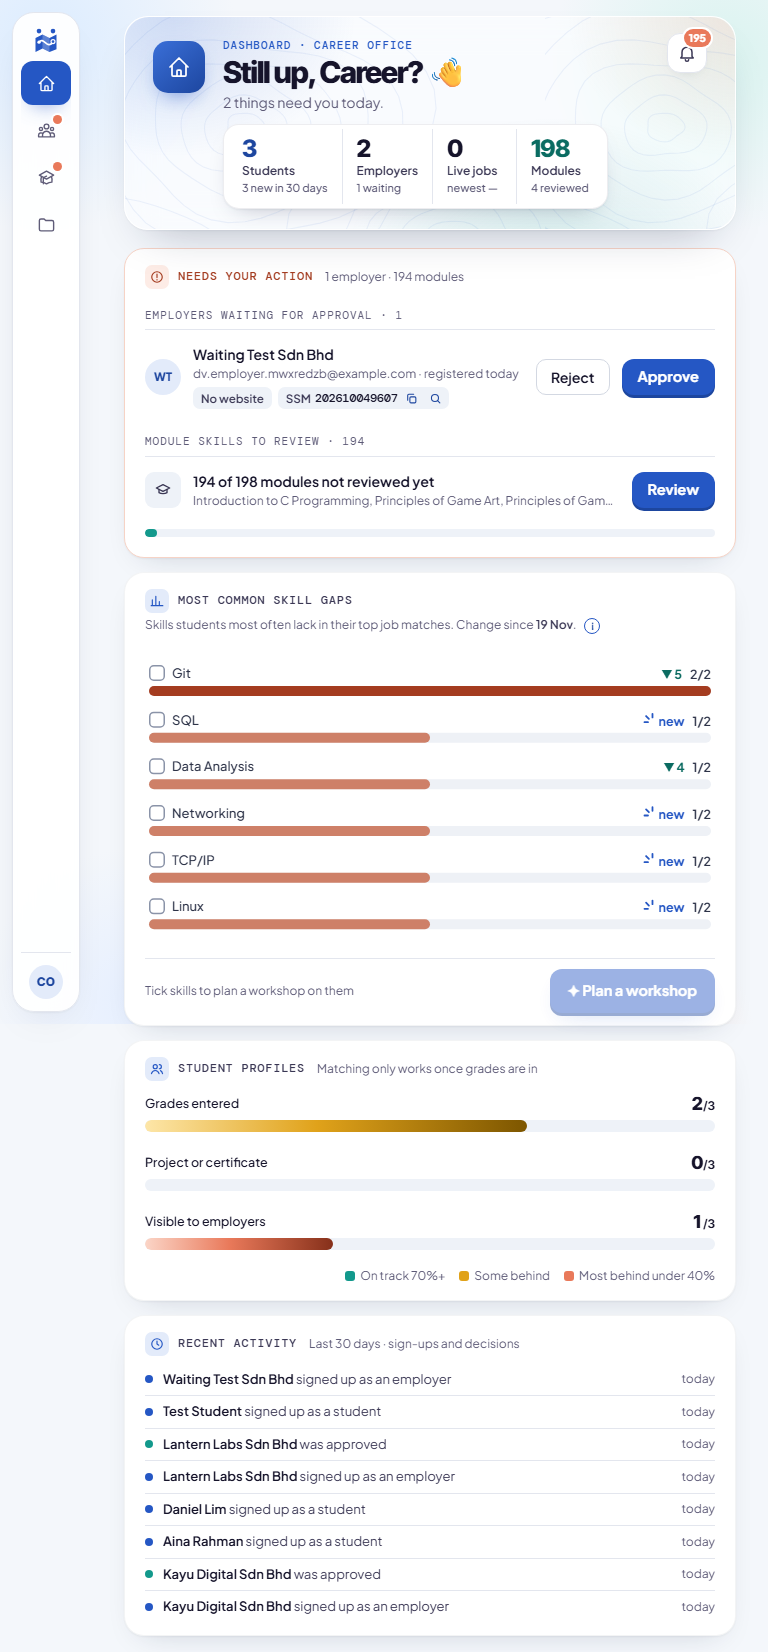 DASHBOARD · CAREER OFFICE
Still up, Career? 👋
2 things need you today.
195
3
Students
3 new in 30 days
2
Employers
1 waiting
0
Live jobs
newest —
198
Modules
4 reviewed
NEEDS YOUR ACTION 1 employer · 194 modules
EMPLOYERS WAITING FOR APPROVAL · 1
WT
Waiting Test Sdn Bhd
dv.employer.mwxredzb@example.com · registered today
No website SSM 202610049607
Reject
Approve
MODULE SKILLS TO REVIEW · 194
194 of 198 modules not reviewed yet
Introduction to C Programming, Principles of Game Art, Principles of Gam...
Review
MOST COMMON SKILL GAPS
Skills students most often lack in their top job matches. Change since 19 Nov.
Git ▼5 2/2
SQL new 1/2
Data Analysis ▼4 1/2
Networking new 1/2
TCP/IP new 1/2
Linux new 1/2
Tick skills to plan a workshop on them
✦ Plan a workshop
CO
STUDENT PROFILES Matching only works once grades are in
Grades entered 2/3
Project or certificate 0/3
Visible to employers 1/3
On track 70%+ Some behind Most behind under 40%
RECENT ACTIVITY Last 30 days · sign-ups and decisions
Waiting Test Sdn Bhd signed up as an employer today
Test Student signed up as a student today
Lantern Labs Sdn Bhd was approved today
Lantern Labs Sdn Bhd signed up as an employer today
Daniel Lim signed up as a student today
Aina Rahman signed up as a student today
Kayu Digital Sdn Bhd was approved today
Kayu Digital Sdn Bhd signed up as an employer today